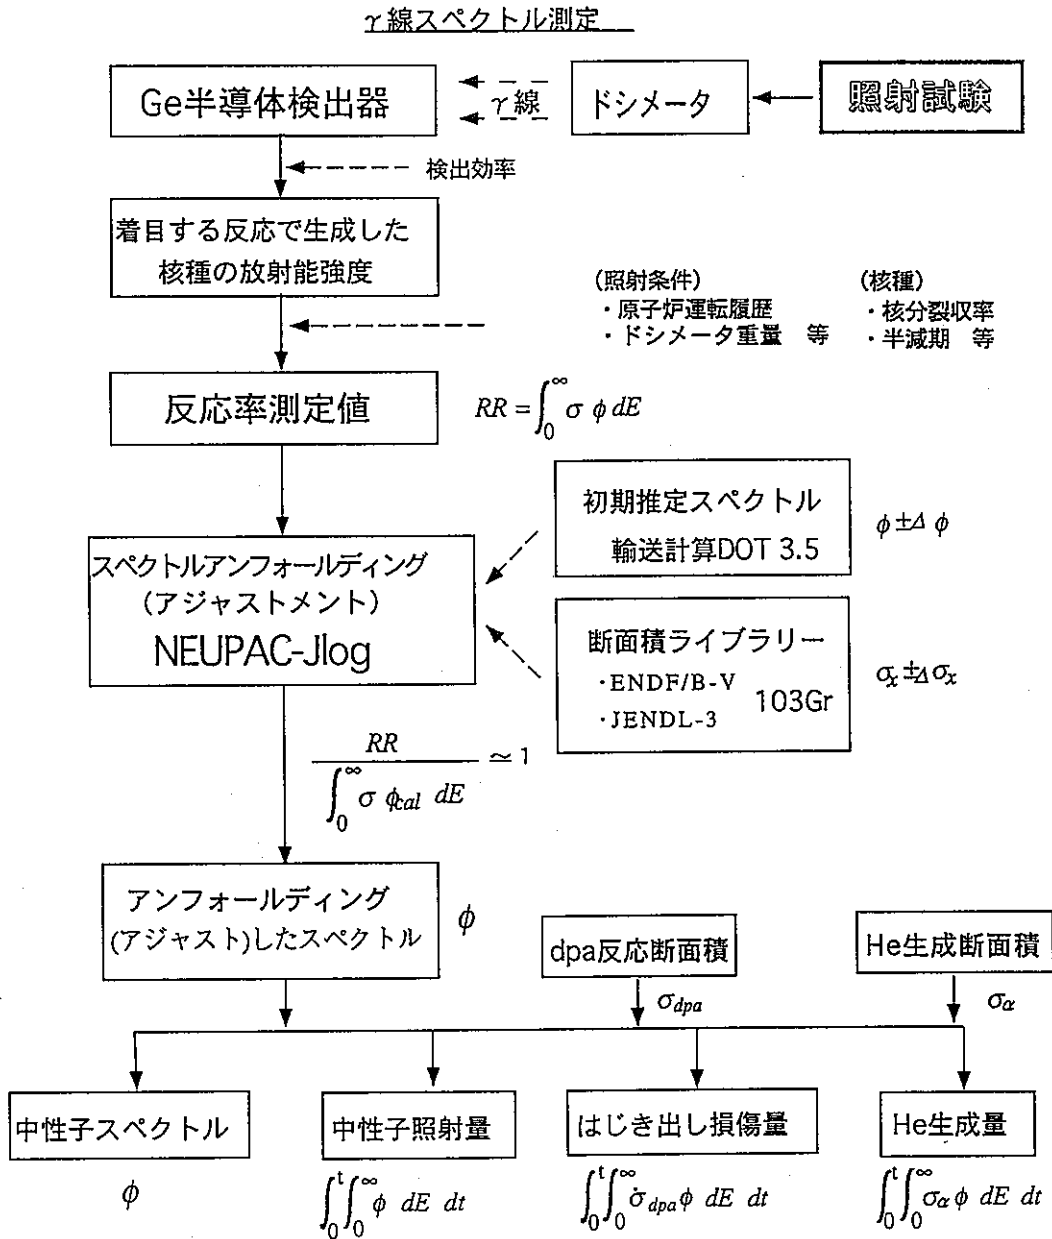 γ線スペクトル測定
Ge半導体検出器
γ線
ドシメータ
照射試験
検出効率
着目する反応で生成した
核種の放射能強度
(照射条件)
・原子炉運転履歴
・ドシメータ重量 等
(核種)
・核分裂収率
・半減期 等
反応率測定値
RR = ∫₀^∞ σ φ dE
初期推定スペクトル
輸送計算DOT 3.5
φ ± Δ φ
スペクトルアンフォールディング
(アジャストメント)
NEUPAC-Jlog
断面積ライブラリー
・ENDF/B-V
・JENDL-3
103Gr
σₓ ± Δ σₓ
RR / ∫₀^∞ σ φcal dE ≃ 1
アンフォールディング
(アジャスト)したスペクトル
φ
dpa反応断面積
He生成断面積
σdpa
σα
中性子スペクトル
中性子照射量
はじき出し損傷量
He生成量
φ
∫₀^t ∫₀^∞ φ dE dt
∫₀^t ∫₀^∞ σdpa φ dE dt
∫₀^t ∫₀^∞ σα φ dE dt